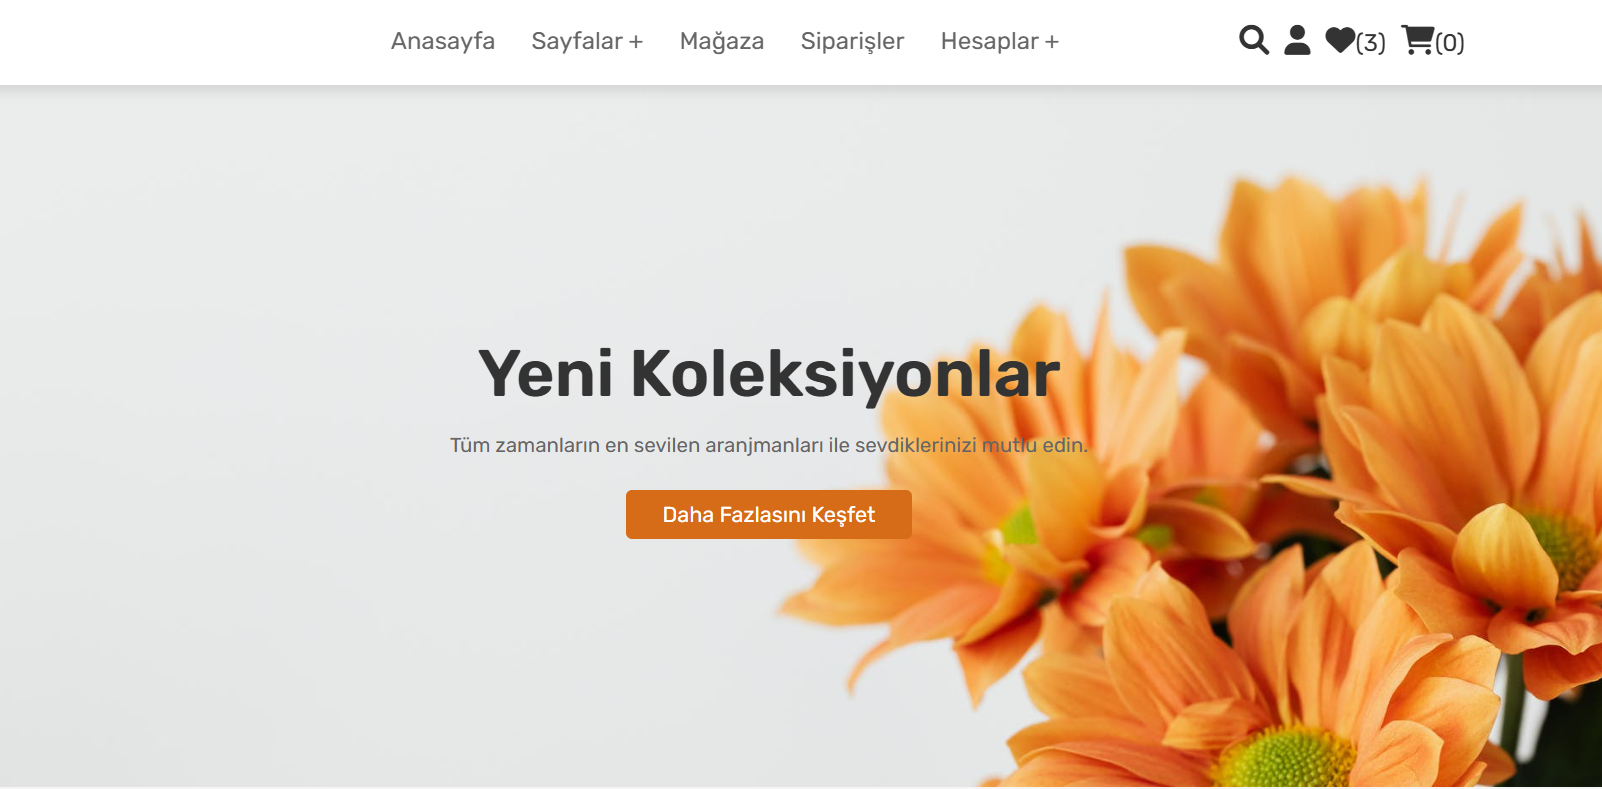 Anasayfa Sayfalar + Mağaza Siparişler Hesaplar + (3) (0)
Yeni Koleksiyonlar
Tüm zamanların en sevilen aranjmanları ile sevdiklerinizi mutlu edin.
Daha Fazlasını Keşfet